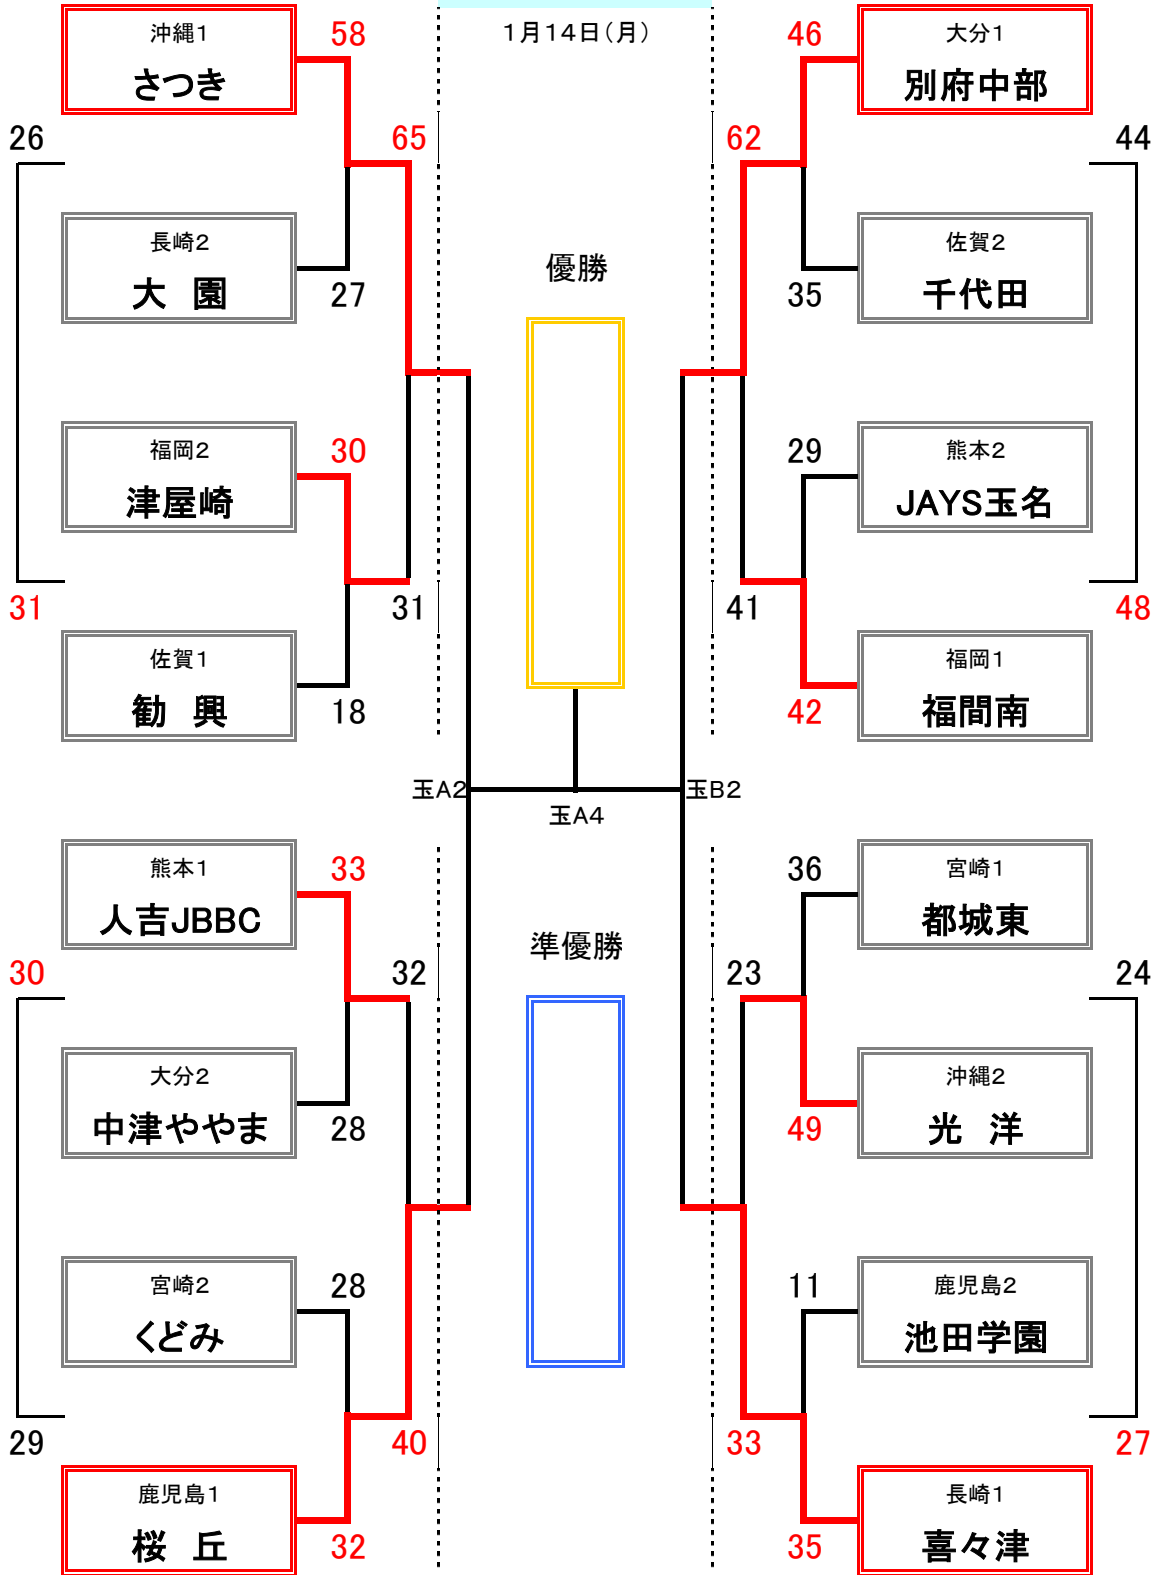 1月14日(月)
沖縄1
さつき
58
26
65
長崎2
大　園
27
福岡2
津屋崎
30
31
31
佐賀1
勧　興
18
熊本1
人吉JBBC
33
30
32
大分2
中津ややま
28
宮崎2
くどみ
28
29
40
鹿児島1
桜　丘
32
優勝
玉A2
玉A4
玉B2
準優勝
46
大分1
別府中部
62
44
佐賀2
千代田
35
29
熊本2
JAYS玉名
41
48
福岡1
福間南
42
36
宮崎1
都城東
23
24
沖縄2
光　洋
49
11
鹿児島2
池田学園
33
27
長崎1
喜々津
35